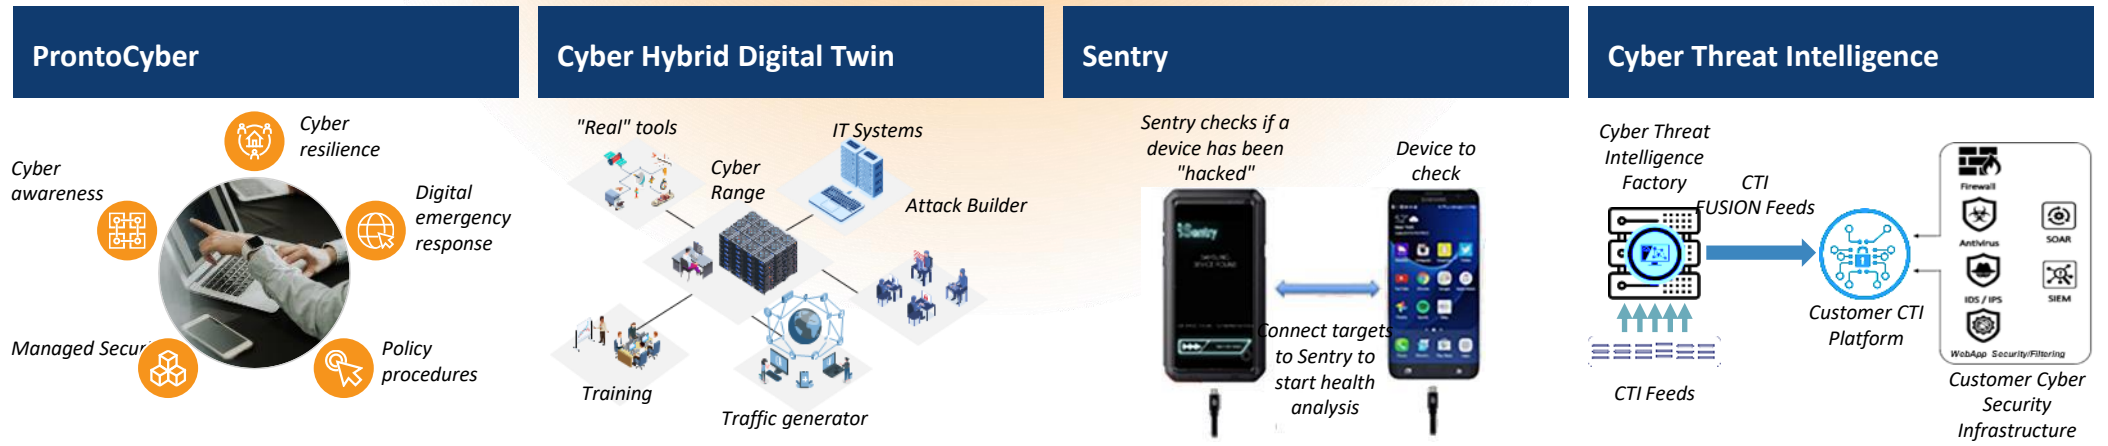 ProntoCyber
Cyber
resilience
Cyber
awareness
Digital
emergency
response
Managed Secur
Policy
procedures
Cyber Hybrid Digital Twin
"Real" tools
IT Systems
Cyber
Range
Attack Builder
Training
Traffic generator
Sentry
Sentry checks if a
device has been
"hacked"
Device to
check
Sentry
Connect targets
to Sentry to
start health
analysis
Cyber Threat Intelligence
Cyber Threat
Intelligence
Factory
CTI
FUSION Feeds
CTI Feeds
Customer CTI
Platform
Firewall
Antivirus
SOAR
IDS / IPS
SIEM
WebApp Security/Filtering
Customer Cyber
Security
Infrastructure